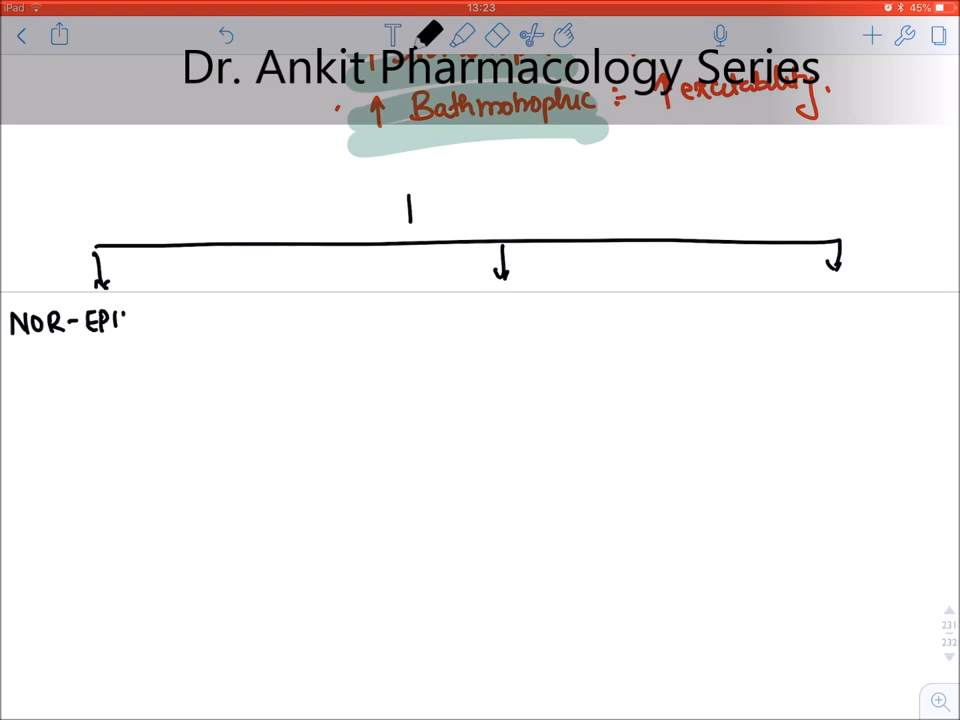 iPad 13:23 45%
T
Dr. Ankit Pharmacology Series
↑ Bathmotrophic ÷ ↑ excitability.
NOR-EPI
231
232